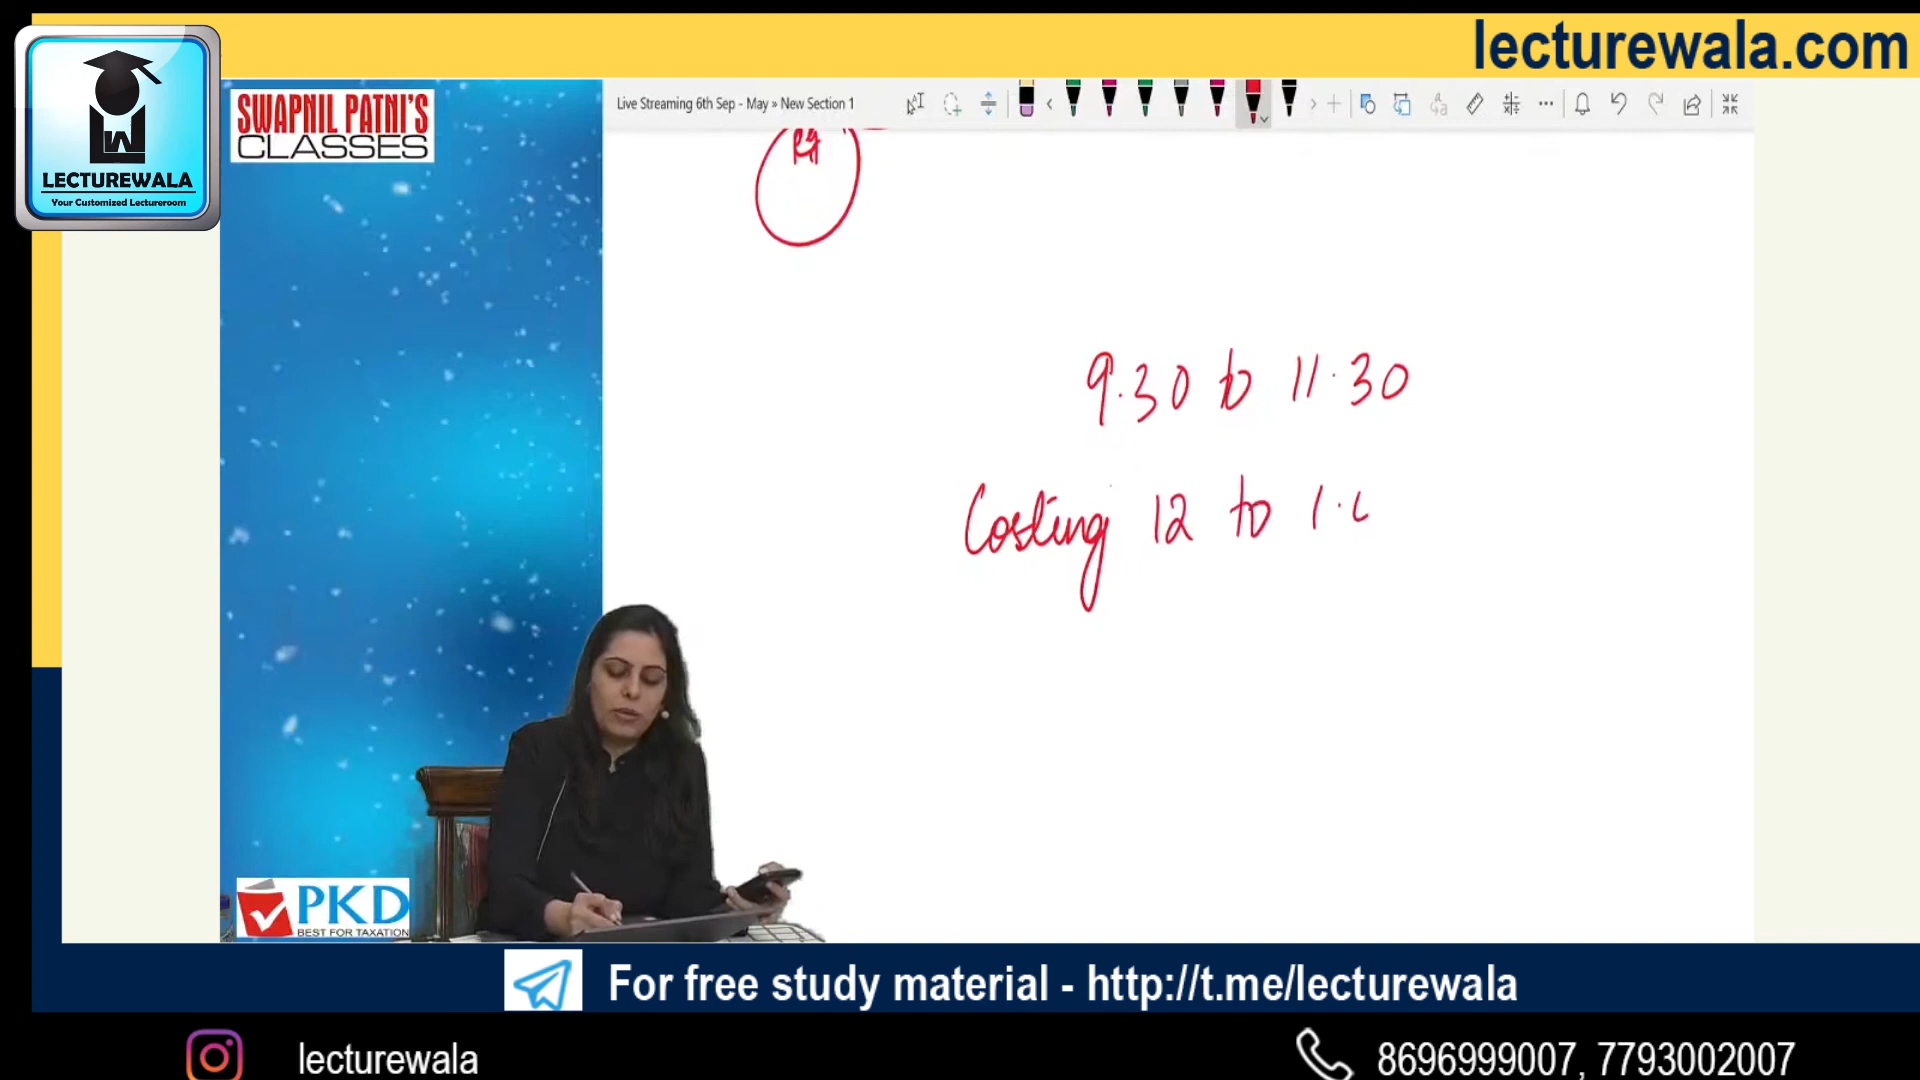 lecturewala.com
LW
LECTUREWALA
Your Customized Lectureroom
SWAPNIL PATNI'S
CLASSES
Live Streaming 6th Sep - May » New Section 1
9.30 to 11.30
Costing 12 to 1.
PKD
BEST FOR TAXATION
For free study material - http://t.me/lecturewala
lecturewala
8696999007, 7793002007